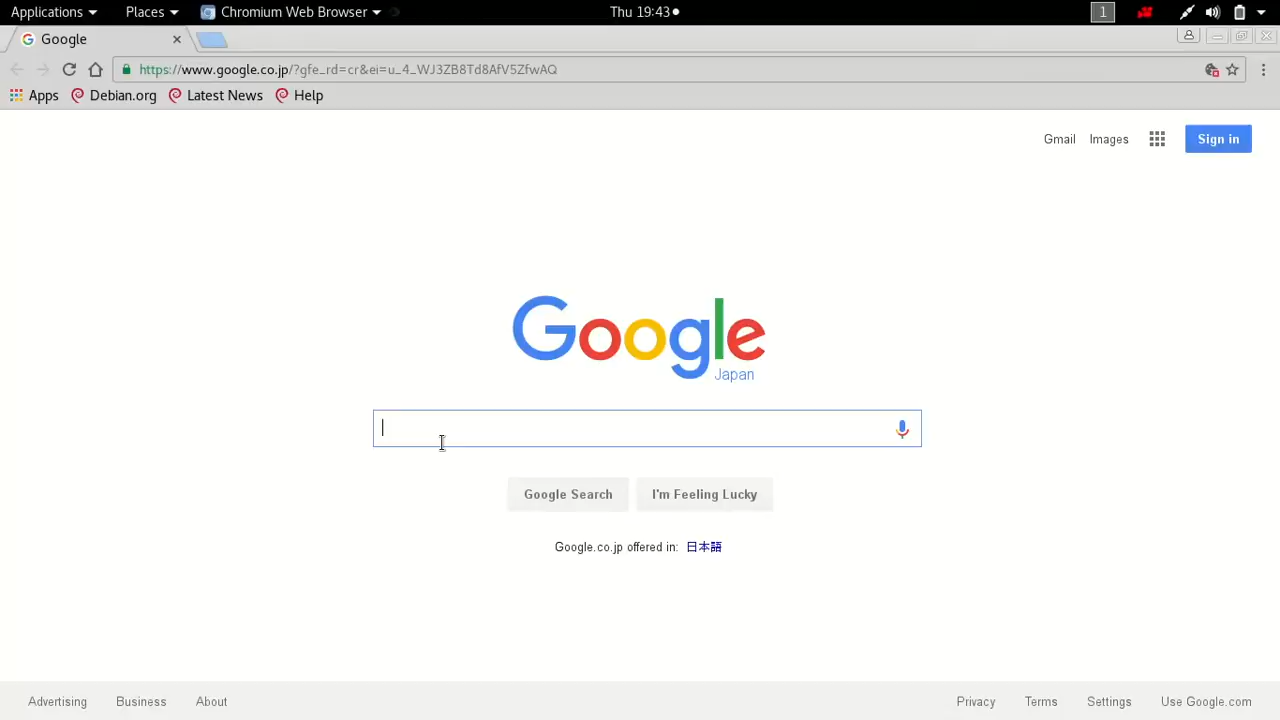 Applications Places Chromium Web Browser Thu 19:43 1
Google
https://www.google.co.jp/?gfe_rd=cr&ei=u_4_WJ3ZB8Td8AfV5ZfwAQ
Apps Debian.org Latest News Help
Gmail Images Sign in
Google
Japan
Google Search I'm Feeling Lucky
Google.co.jp offered in: 日本語
Advertising Business About Privacy Terms Settings Use Google.com